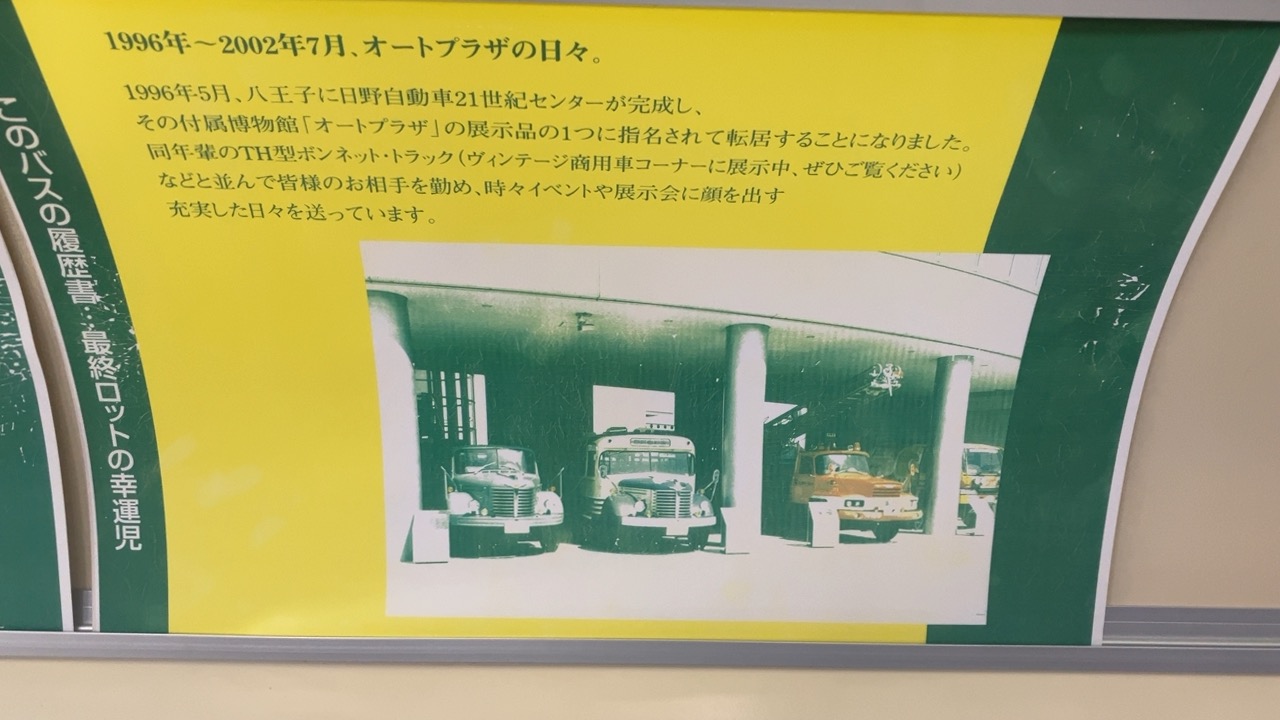 1996年～2002年7月、オートプラザの日々。
1996年5月、八王子に日野自動車21世紀センターが完成し、
その付属博物館「オートプラザ」の展示品の1つに指名されて転居することになりました。
同年輩のTH型ボンネット・トラック（ヴィンテージ商用車コーナーに展示中、ぜひご覧ください）
などと並んで皆様のお相手を勤め、時々イベントや展示会に顔を出す
充実した日々を送っています。
このバスの履歴書…最終ロットの幸運児